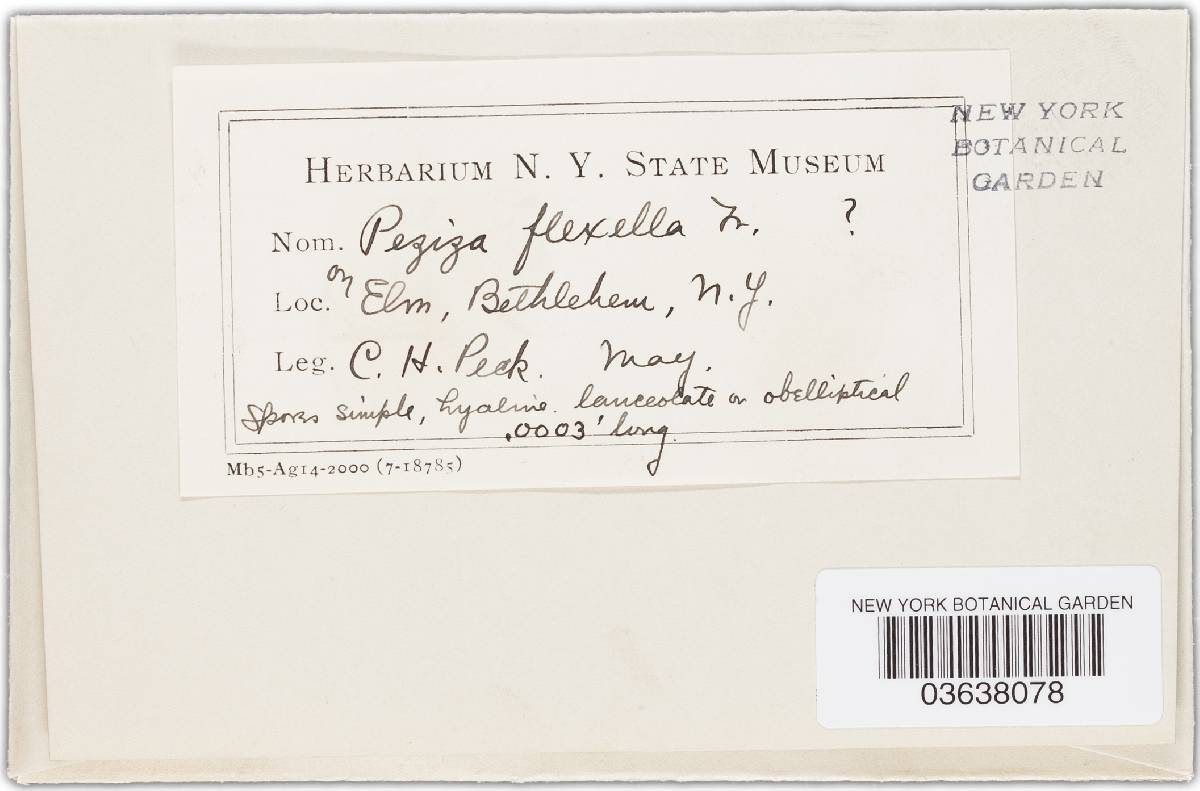 HERBARIUM N. Y. STATE MUSEUM
NEW YORK
BOTANICAL
GARDEN
Nom. Peziza flexella Fr. ?
Loc. on Elm, Bethlehem, N.Y.
Leg. C. H. Peck. May.
Spores simple, hyaline. lanceolate or obelliptical
.0003' long.
Mb5-Ag14-2000 (7-18785)
NEW YORK BOTANICAL GARDEN
03638078